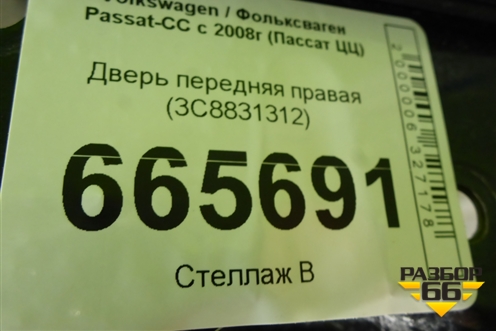 Volkswagen / Фольксваген
Passat-CC с 2008г (Пассат ЦЦ)
Дверь передняя правая
(3C8831312)
665691
Стеллаж В
2000006327178
РАЗБОР
66